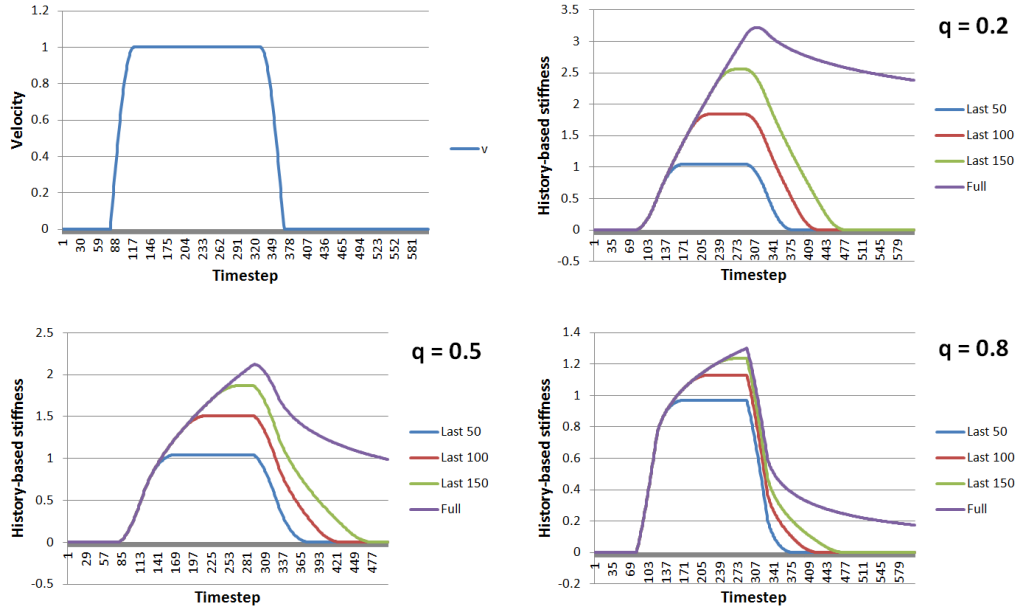 1.2
1
0.8
0.6
0.4
0.2
0
Velocity
1 30 59 88 117 146 175 204 233 262 291 320 349 378 407 436 465 494 523 552 581
Timestep
v
3.5
3
2.5
2
1.5
1
0.5
0
-0.5
History-based stiffness
1 35 69 103 137 171 205 239 273 307 341 375 409 443 477 511 545 579
Timestep
q = 0.2
Last 50
Last 100
Last 150
Full
2.5
2
1.5
1
0.5
0
-0.5
History-based stiffness
1 29 57 85 113 141 169 197 225 253 281 309 337 365 393 421 449 477
Timestep
q = 0.5
Last 50
Last 100
Last 150
Full
1.4
1.2
1
0.8
0.6
0.4
0.2
0
-0.2
History-based stiffness
1 35 69 103 137 171 205 239 273 307 341 375 409 443 477 511 545 579
Timestep
q = 0.8
Last 50
Last 100
Last 150
Full